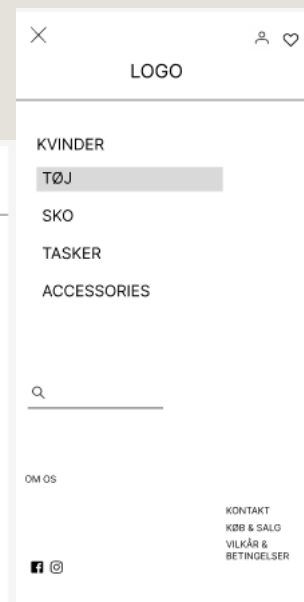 LOGO
KVINDER
TØJ
SKO
TASKER
ACCESSORIES
OM OS
KONTAKT
KØB & SALG
VILKÅR &
BETINGELSER